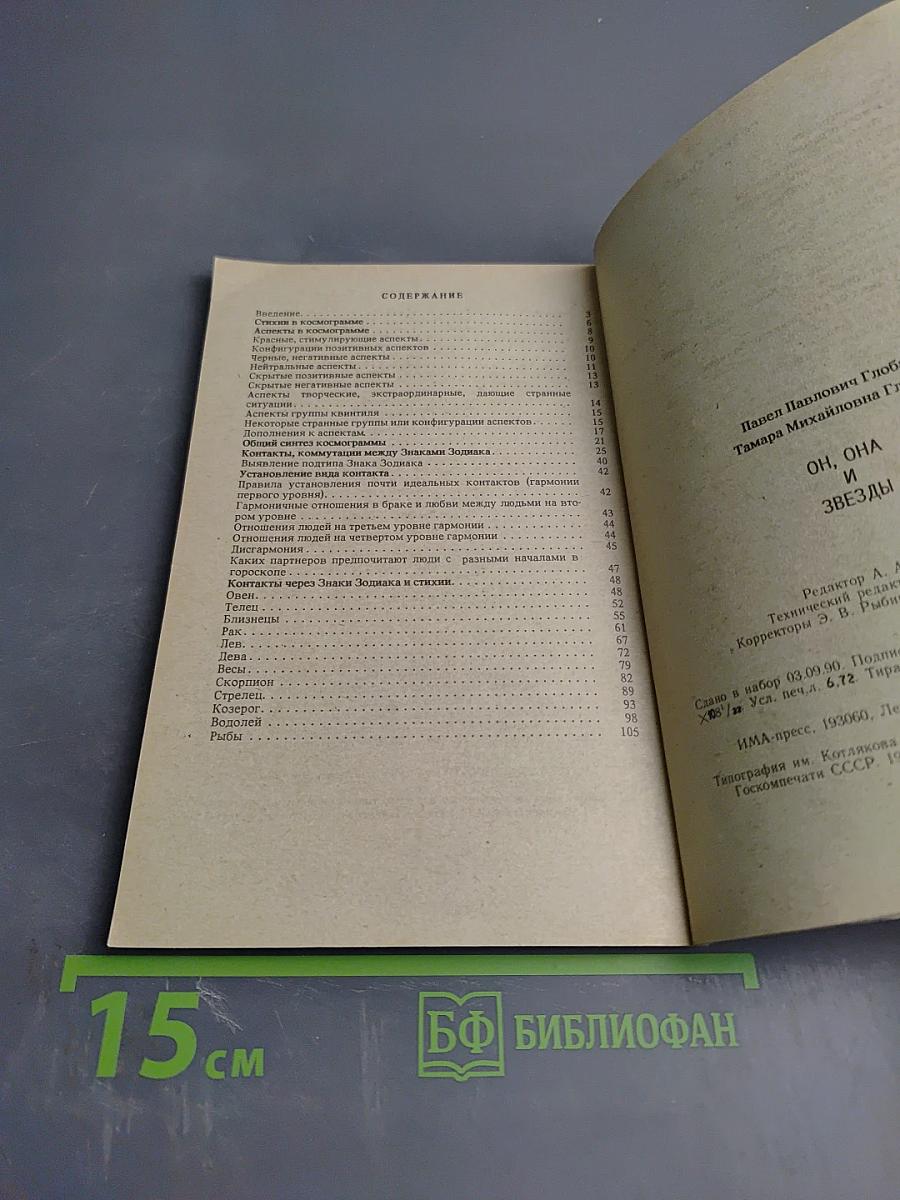 СОДЕРЖАНИЕ
Введение. 3
Стихии в космограмме 6
Аспекты в космограмме 8
Красные, стимулирующие аспекты. 9
Конфигурации позитивных аспектов 10
Черные, негативные аспекты 10
Нейтральные аспекты 11
Скрытые позитивные аспекты 13
Скрытые негативные аспекты 13
Аспекты творческие, экстраординарные, дающие странные
ситуации 14
Аспекты группы квинтиля 15
Некоторые странные группы или конфигурации аспектов 15
Дополнения к аспектам 17
Общий синтез космограммы 21
Контакты, коммутации между Знаками Зодиака 25
Выявление подтипа Знака Зодиака 40
Установление вида контакта 42
Правила установления почти идеальных контактов (гармонии
первого уровня). 42
Гармоничные отношения в браке и любви между людьми на вто-
ром уровне 43
Отношения людей на третьем уровне гармонии 44
Отношения людей на четвертом уровне гармонии 44
Дисгармония 45
Каких партнеров предпочитают люди с разными началами в
гороскопе 47
Контакты через Знаки Зодиака и стихии. 48
Овен 48
Телец 52
Близнецы 55
Рак 61
Лев 67
Дева 72
Весы 79
Скорпион 82
Стрелец 89
Козерог 93
Водолей 98
Рыбы 105
Павел Павлович
Тамара Михайловна
ОН, ОНА
И
ЗВЕЗДЫ
Редактор А.
Технический
Корректоры Э. В.
Сдано в набор 03.09.90.
Усл. печ.л. 6,72.
ИМА-пресс, 193060,
Типография им. Котлякова
Госкомпечати СССР.
15 см
БФ БИБЛИОФАН